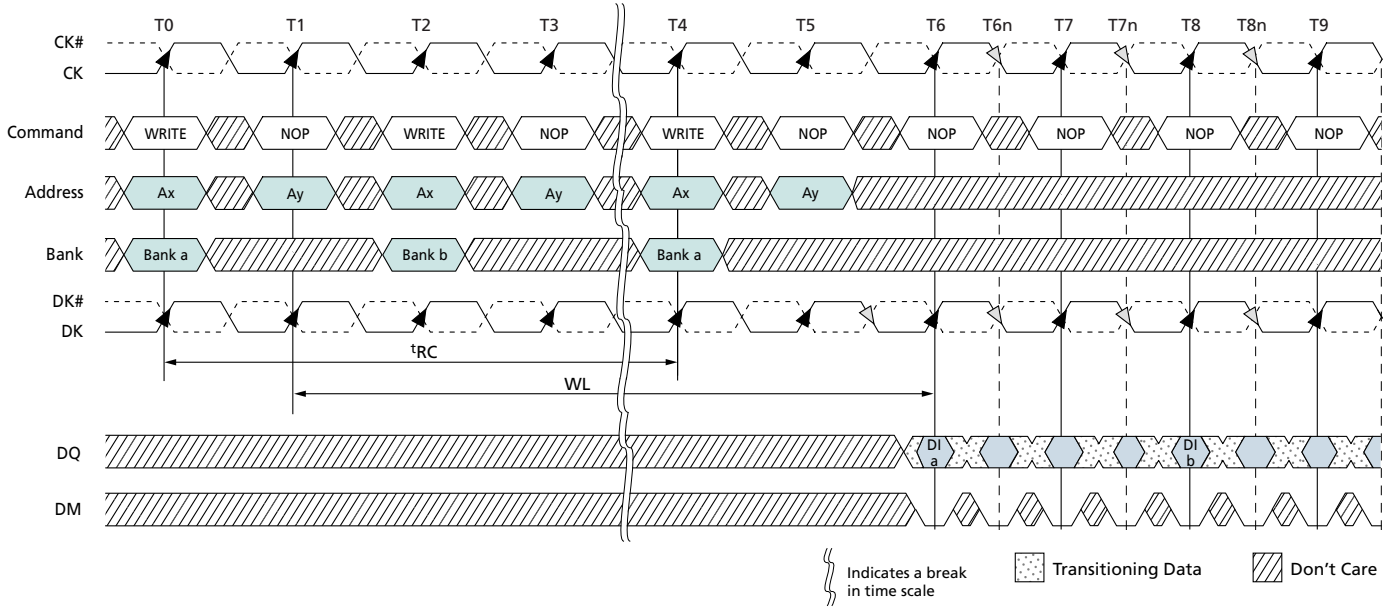 T0 T1 T2 T3 T4 T5 T6 T6n T7 T7n T8 T8n T9
CK#
CK
Command WRITE NOP WRITE NOP WRITE NOP NOP NOP NOP NOP
Address Ax Ay Ax Ay Ax Ay
Bank Bank a Bank b Bank a
DK#
DK
tRC
WL
DQ DI a DI b
DM
Indicates a break
in time scale
Transitioning Data
Don't Care